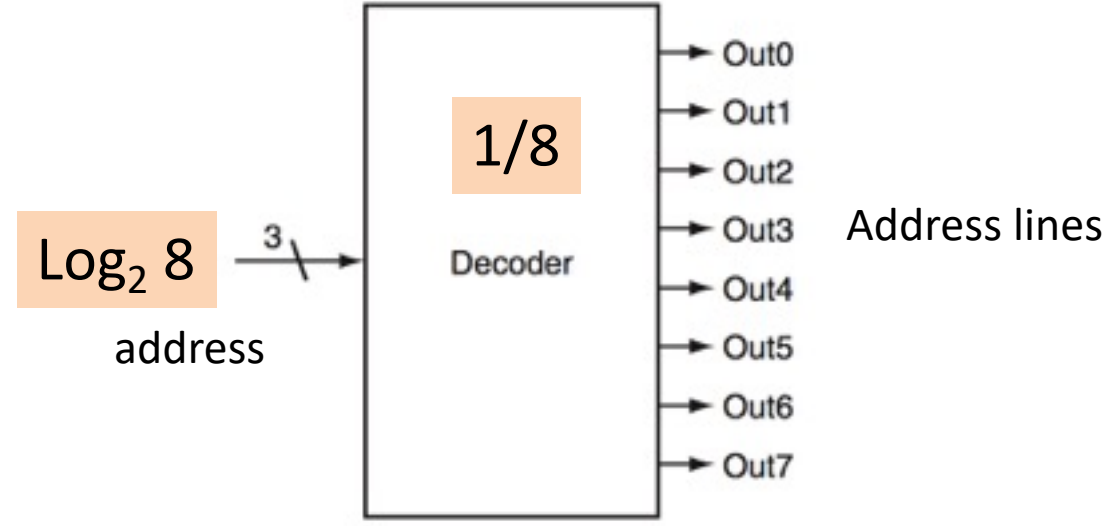 Out0
1/8
Out1
Out2
Out3
Address lines
3
Log₂ 8
Decoder
Out4
address
Out5
Out6
Out7